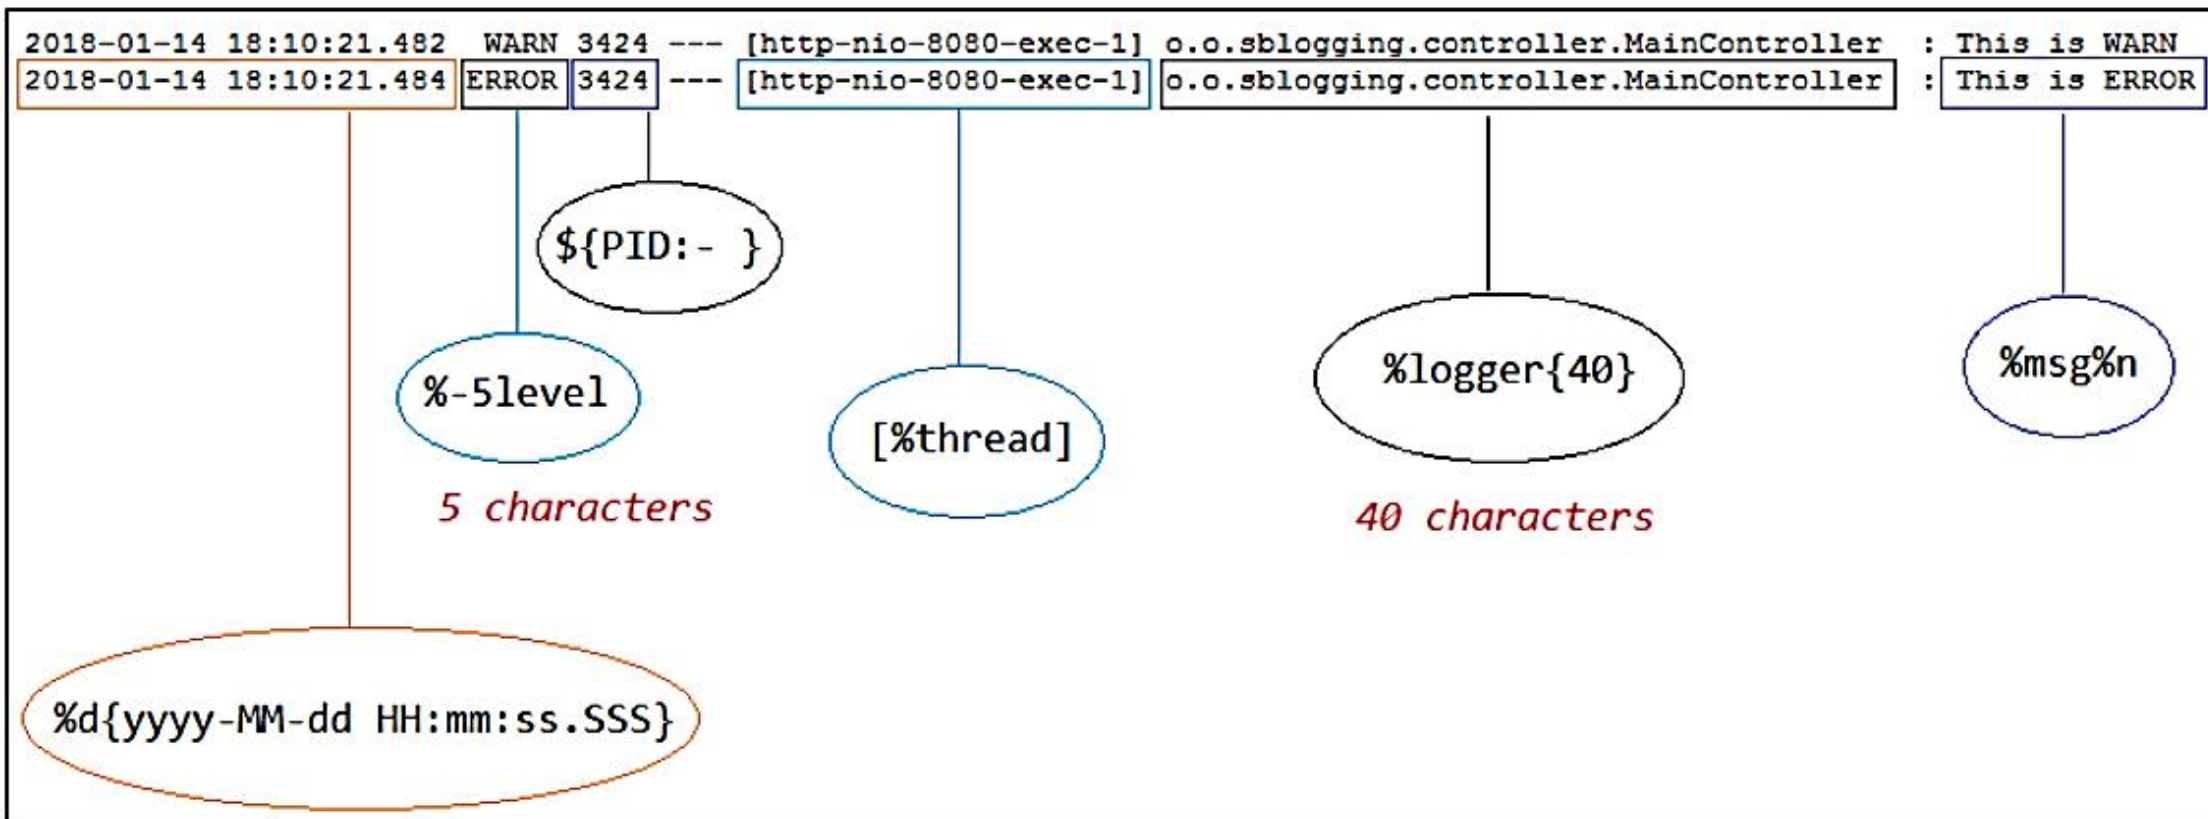 2018-01-14 18:10:21.482  WARN 3424 --- [http-nio-8080-exec-1] o.o.sblogging.controller.MainController  : This is WARN
2018-01-14 18:10:21.484 ERROR 3424 --- [http-nio-8080-exec-1] o.o.sblogging.controller.MainController  : This is ERROR
${PID:- }
%-5level
[%thread]
%logger{40}
%msg%n
5 characters
40 characters
%d{yyyy-MM-dd HH:mm:ss.SSS}